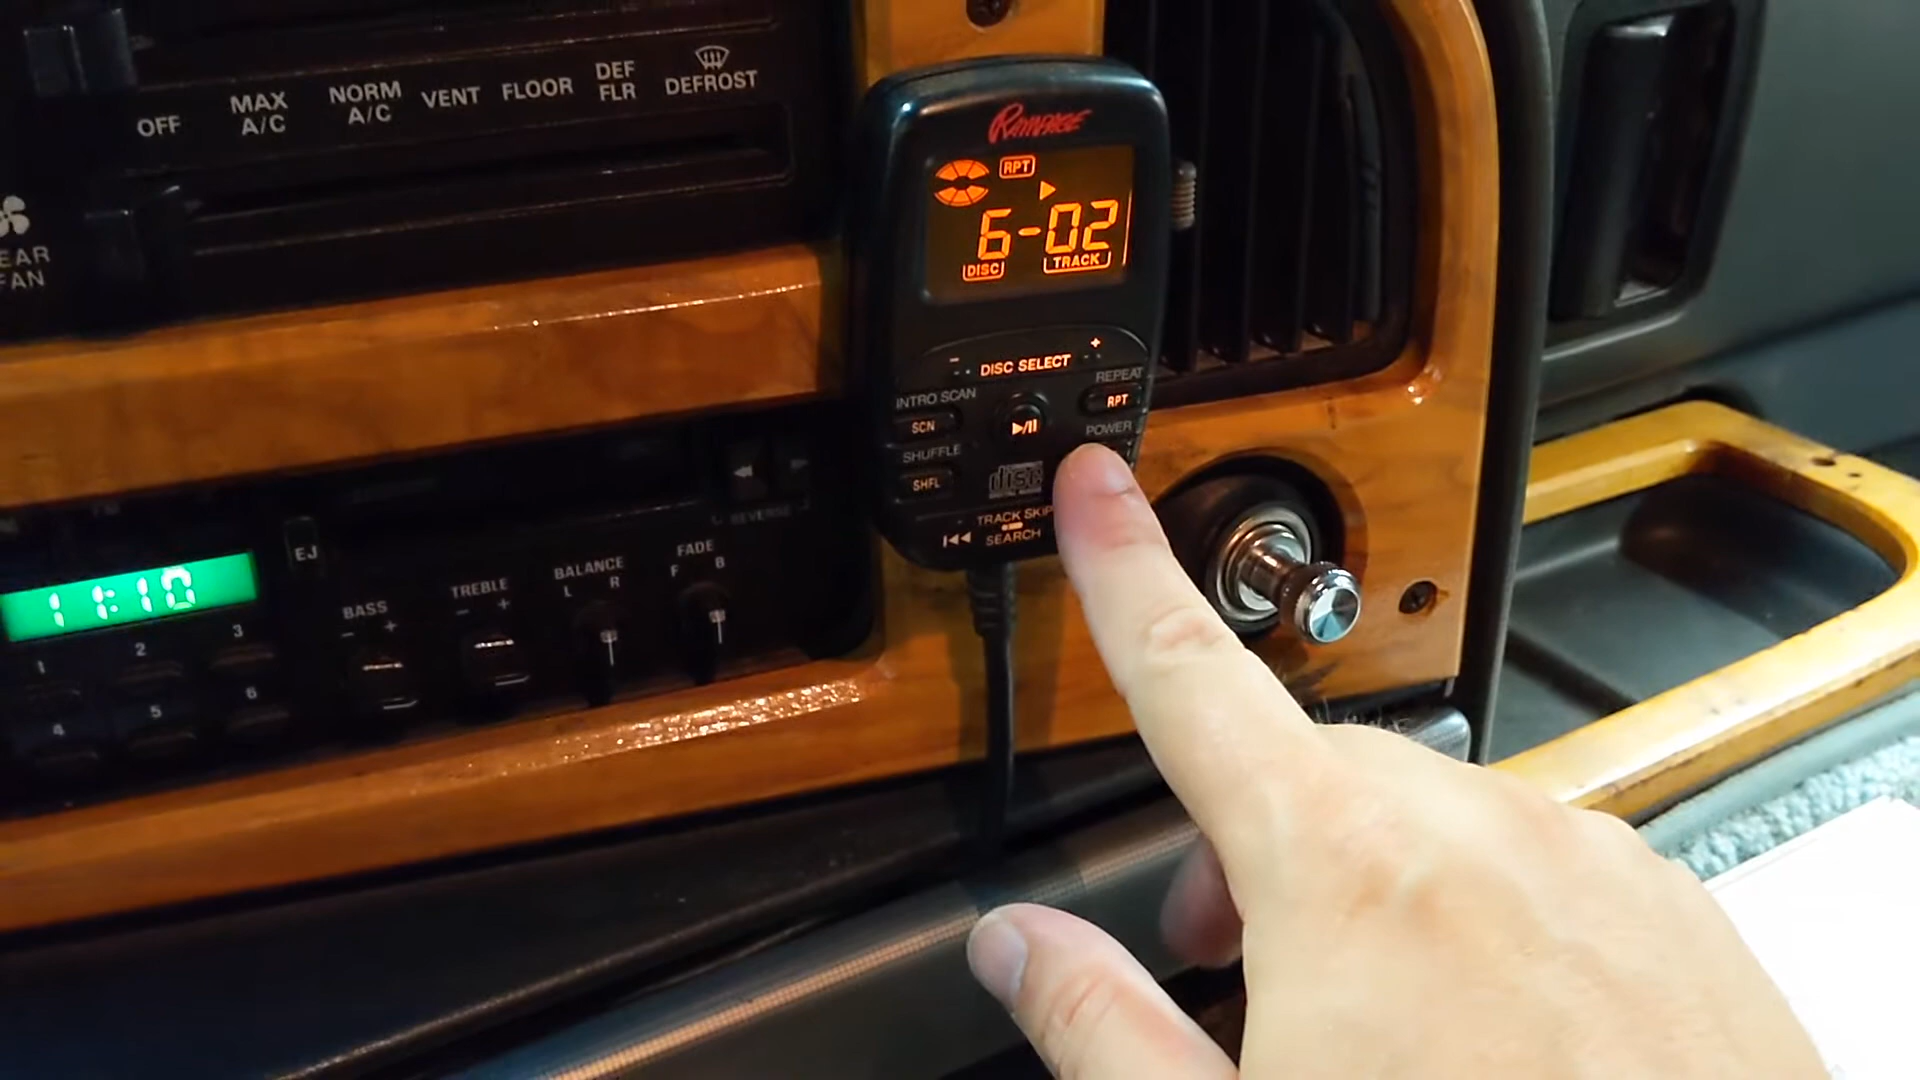 OFF
MAX
A/C
NORM
A/C
VENT
FLOOR
DEF
FLR
DEFROST
EAR
FAN
RAMPAGE
RPT
6-02
DISC
TRACK
- +
DISC SELECT
INTRO SCAN
REPEAT
SCN
▶/II
RPT
SHUFFLE
POWER
SHFL
disc
TRACK SKIP
SEARCH
EJ
REVERSE
11:10
BASS
- +
TREBLE
- +
BALANCE
L R
FADE
F B
1 2 3
4 5 6